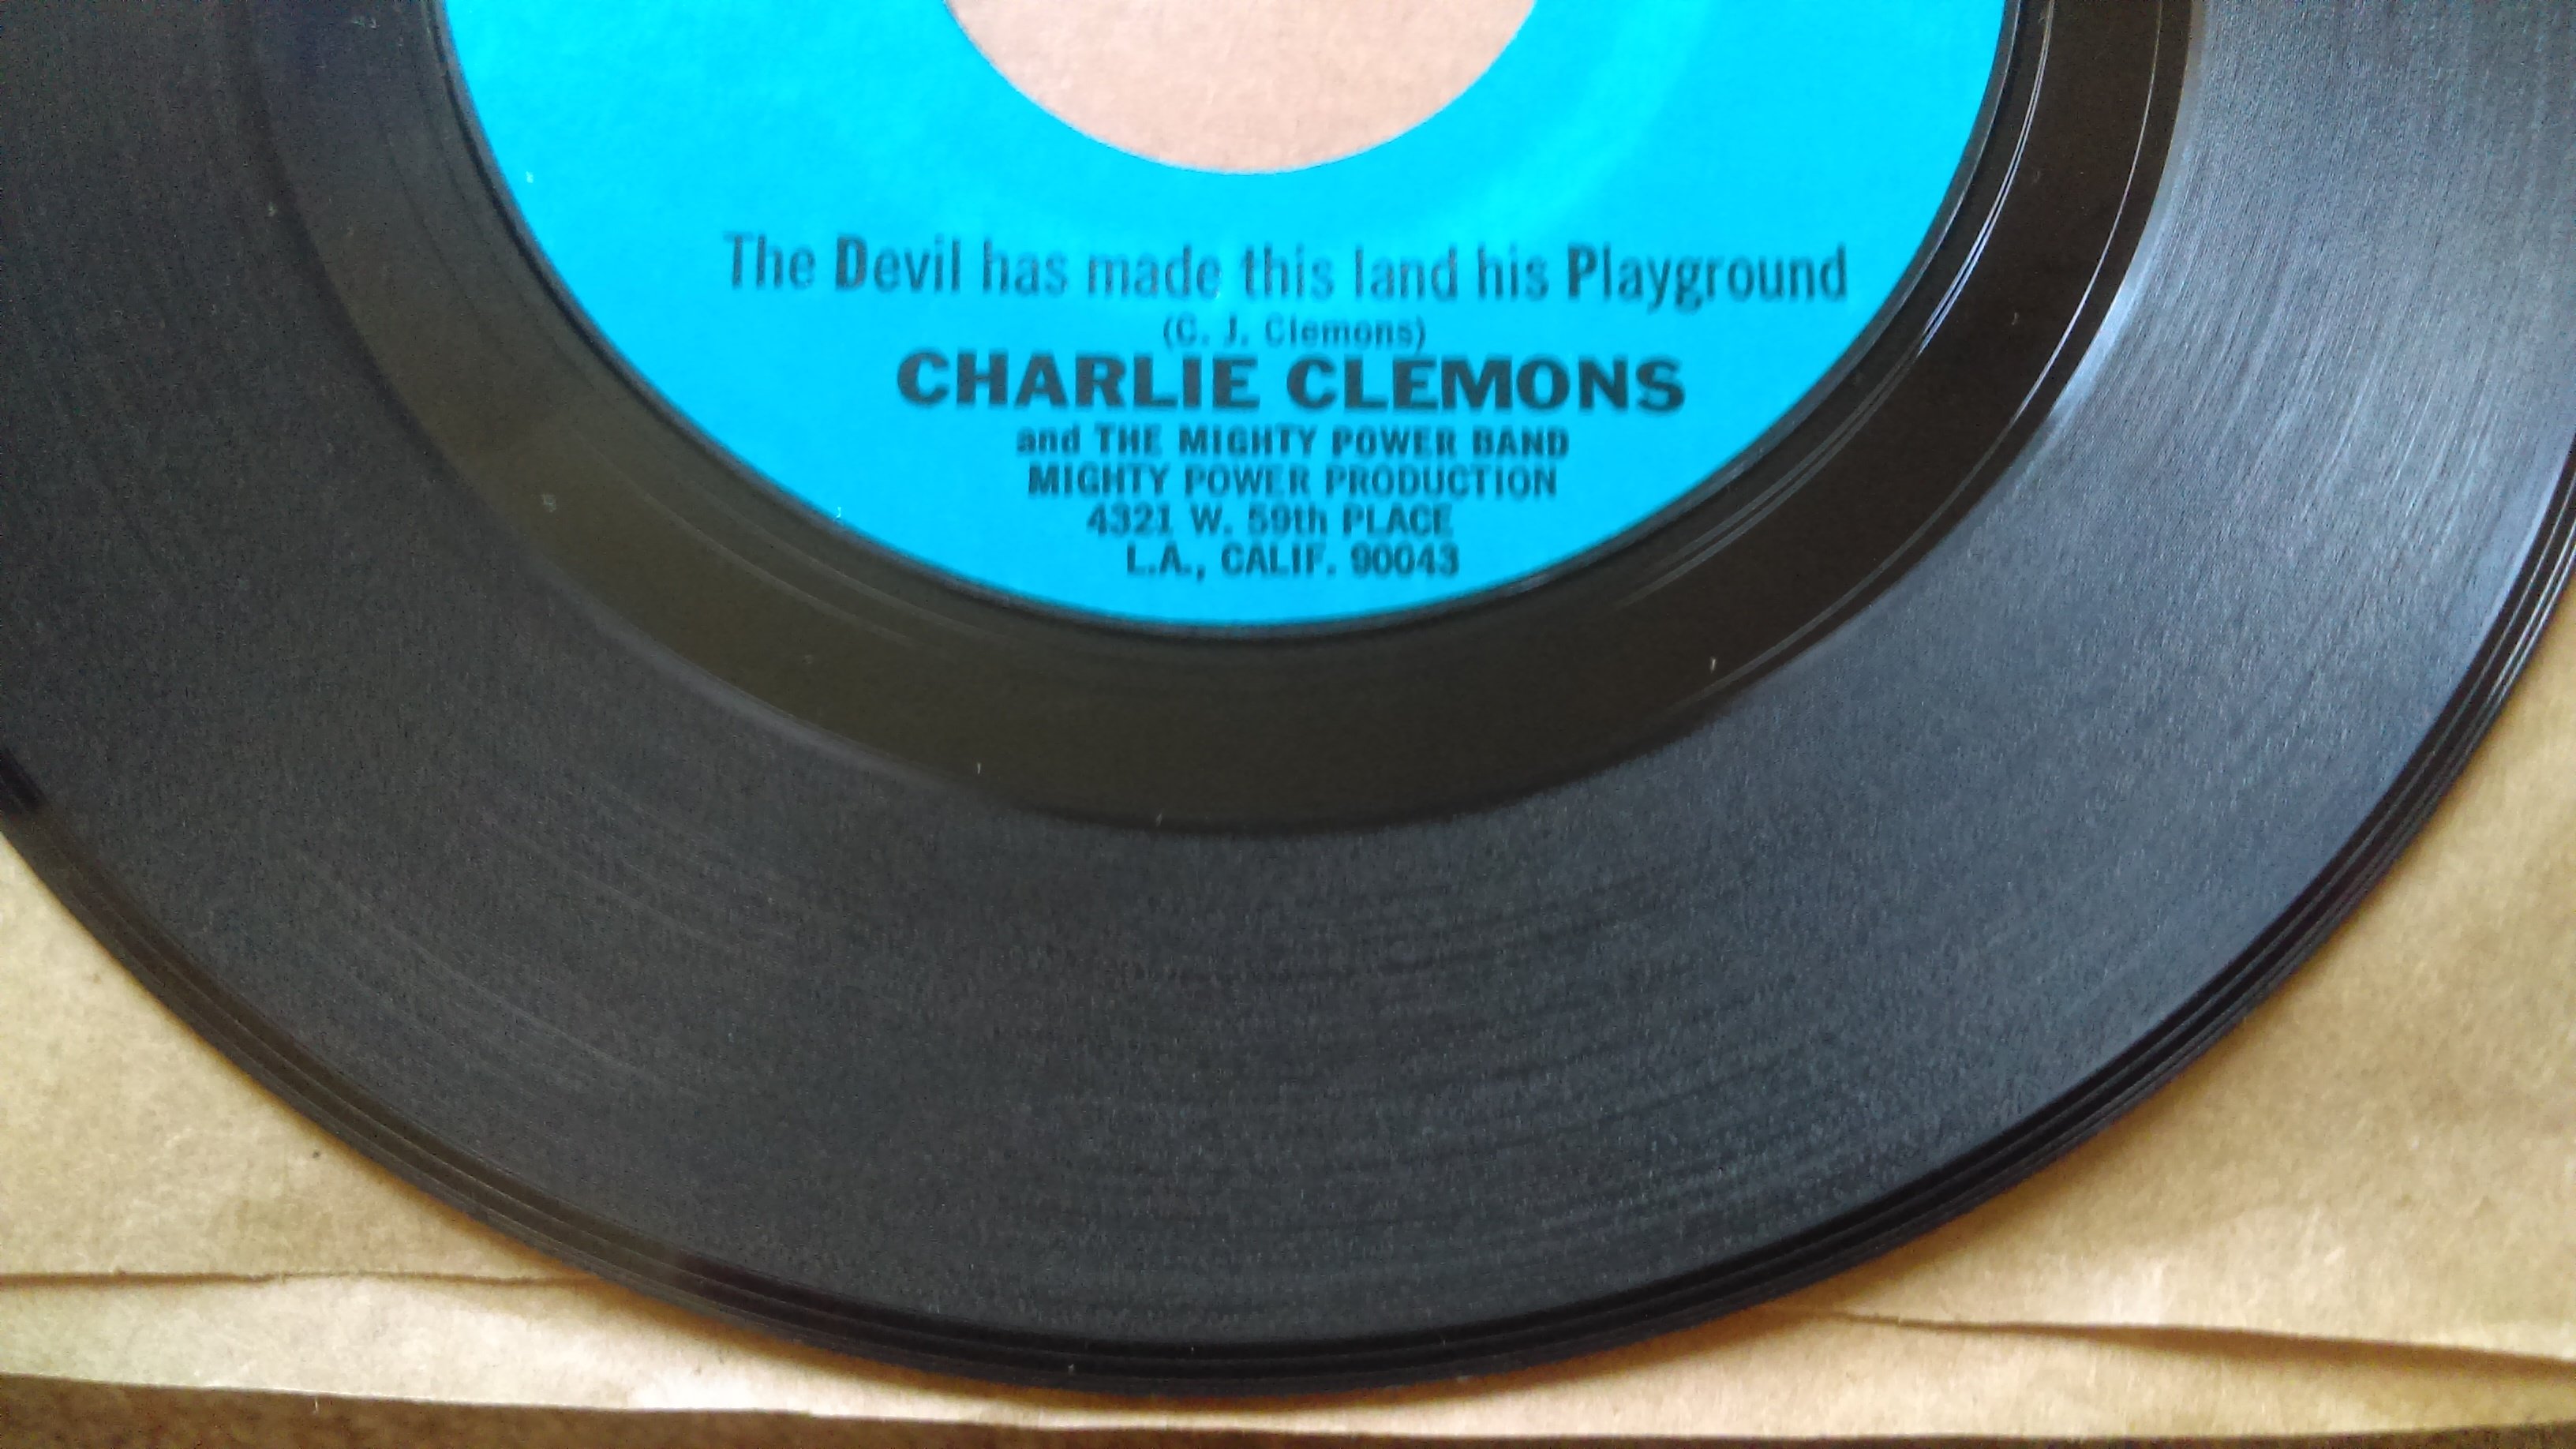 The Devil has made this land his Playground
(C. J. Clemons)
CHARLIE CLEMONS
and THE MIGHTY POWER BAND
MIGHTY POWER PRODUCTION
4321 W. 59th PLACE
L.A., CALIF. 90043